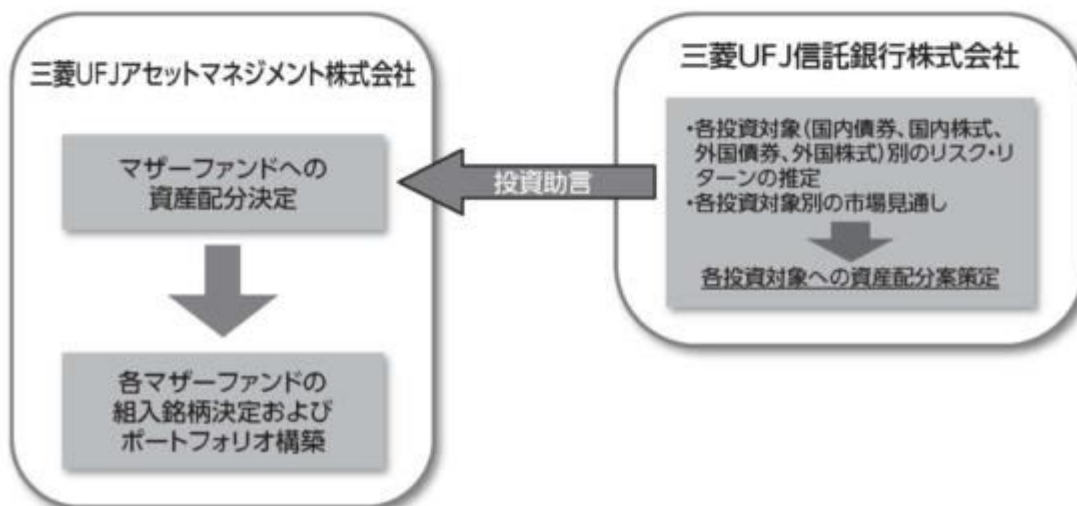 三菱UFJアセットマネジメント株式会社
マザーファンドへの
資産配分決定
各マザーファンドの
組入銘柄決定および
ポートフォリオ構築
投資助言
三菱UFJ信託銀行株式会社
・各投資対象(国内債券、国内株式、
外国債券、外国株式)別のリスク・リ
ターンの推定
・各投資対象別の市場見通し
各投資対象への資産配分案策定